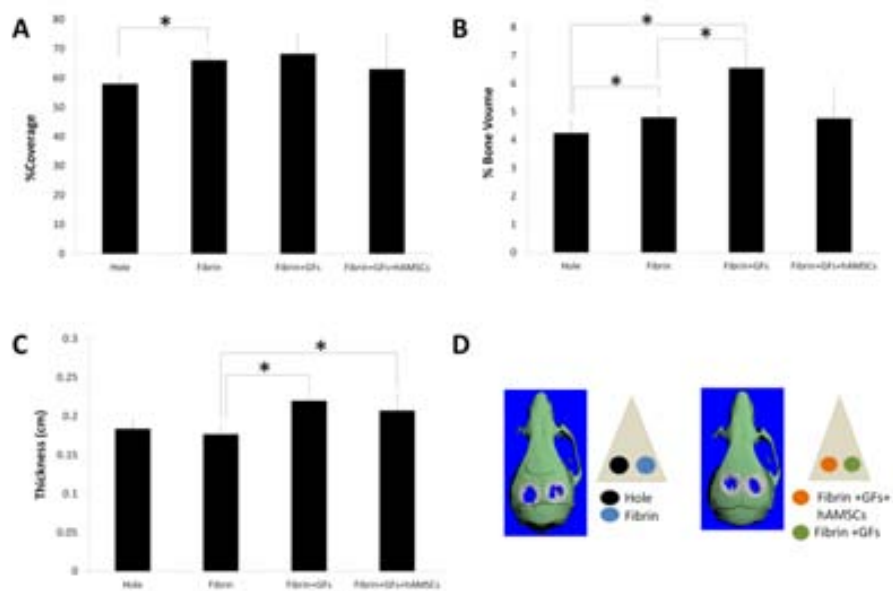 A
*
80
70
60
50
40
30
20
10
0
%Coverage
Hole
Fibrin
Fibrin+GFs
Fibrin+GFs+hAMSCs
B
*
*
*
8
7
6
5
4
3
2
1
0
% Bone Voume
Hole
Fibrin
Fibrin+GFs
Fibrin+GFs+hAMSCs
C
*
*
0.3
0.25
0.2
0.15
0.1
0.05
0
Thickness (cm)
Hole
Fibrin
Fibrin+GFs
Fibrin+GFs+hAMSCs
D
Hole
Fibrin
Fibrin +GFs+
hAMSCs
Fibrin +GFs